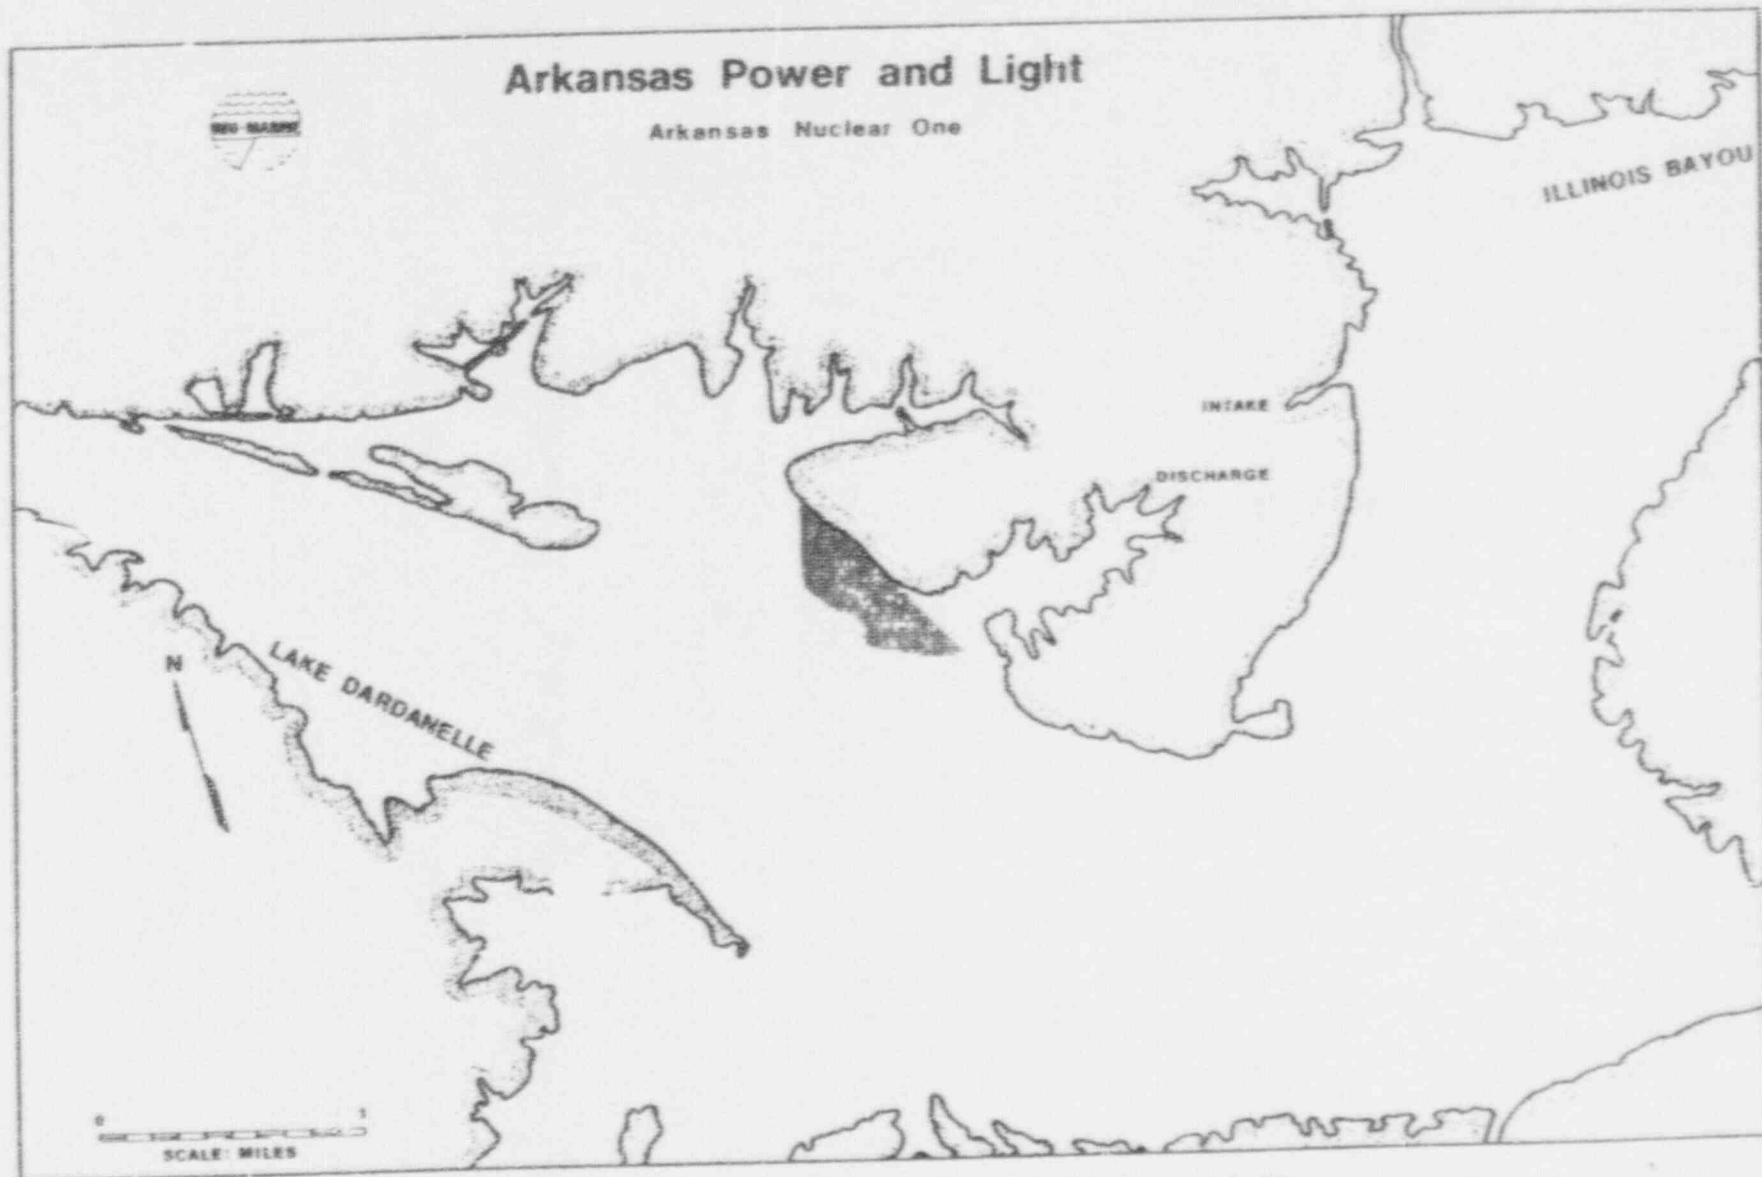 Arkansas Power and Light
Arkansas Nuclear One
ILLINOIS BAYOU
INTAKE
DISCHARGE
N
LAKE DARDANELLE
0 1
SCALE: MILES